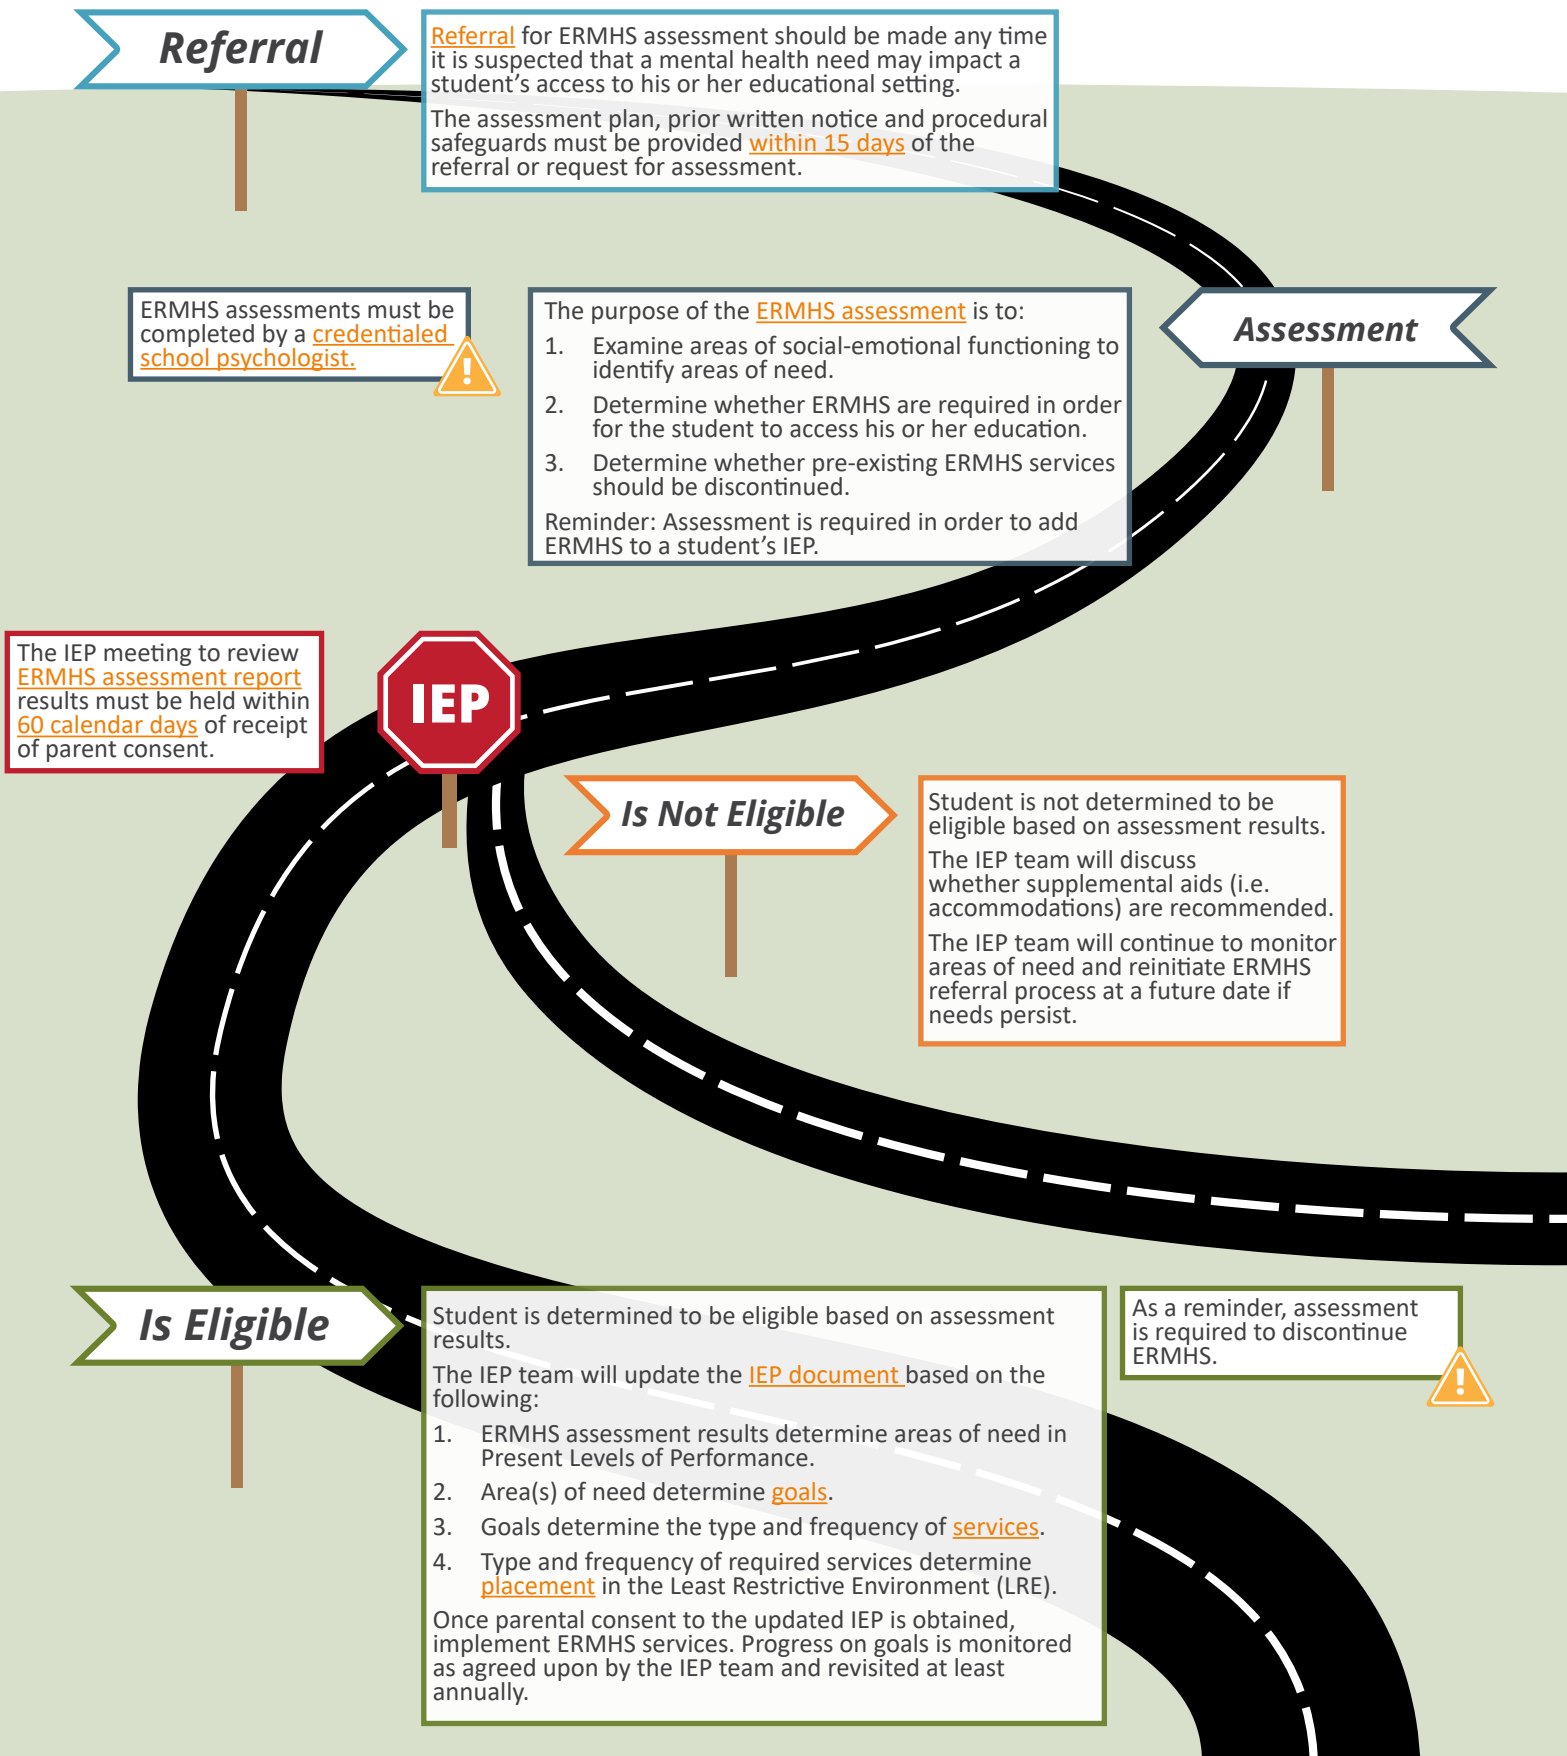 Referral
Referral for ERMHS assessment should be made any time
it is suspected that a mental health need may impact a
student’s access to his or her educational setting.
The assessment plan, prior written notice and procedural
safeguards must be provided within 15 days of the
referral or request for assessment.
ERMHS assessments must be
completed by a credentialed
school psychologist.
!
The purpose of the ERMHS assessment is to:
1. Examine areas of social-emotional functioning to
identify areas of need.
2. Determine whether ERMHS are required in order
for the student to access his or her education.
3. Determine whether pre-existing ERMHS services
should be discontinued.
Reminder: Assessment is required in order to add
ERMHS to a student’s IEP.
Assessment
The IEP meeting to review
ERMHS assessment report
results must be held within
60 calendar days of receipt
of parent consent.
IEP
Is Not Eligible
Student is not determined to be
eligible based on assessment results.
The IEP team will discuss
whether supplemental aids (i.e.
accommodations) are recommended.
The IEP team will continue to monitor
areas of need and reinitiate ERMHS
referral process at a future date if
needs persist.
Is Eligible
Student is determined to be eligible based on assessment
results.
The IEP team will update the IEP document based on the
following:
1. ERMHS assessment results determine areas of need in
Present Levels of Performance.
2. Area(s) of need determine goals.
3. Goals determine the type and frequency of services.
4. Type and frequency of required services determine
placement in the Least Restrictive Environment (LRE).
Once parental consent to the updated IEP is obtained,
implement ERMHS services. Progress on goals is monitored
as agreed upon by the IEP team and revisited at least
annually.
As a reminder, assessment
is required to discontinue
ERMHS.
!